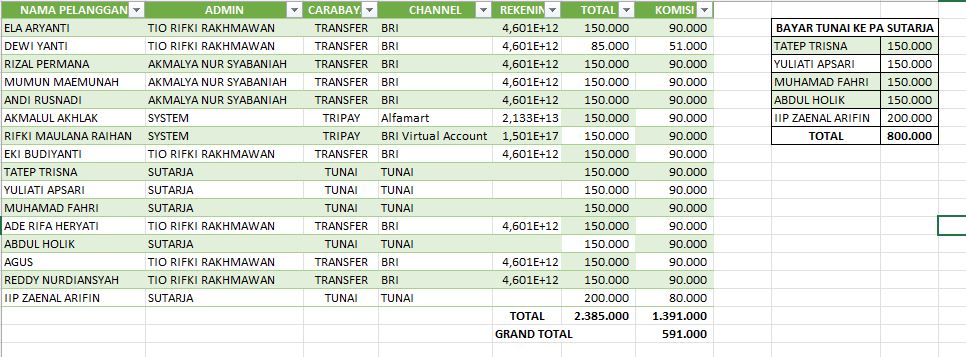 NAMA PELANGGAN ADMIN CARABAYA CHANNEL REKENIN TOTAL KOMISI
ELA ARYANTI TIO RIFKI RAKHMAWAN TRANSFER BRI 4,601E+12 150.000 90.000
DEWI YANTI TIO RIFKI RAKHMAWAN TRANSFER BRI 4,601E+12 85.000 51.000
RIZAL PERMANA AKMALYA NUR SYABANIAH TRANSFER BRI 4,601E+12 150.000 90.000
MUMUN MAEMUNAH AKMALYA NUR SYABANIAH TRANSFER BRI 4,601E+12 150.000 90.000
ANDI RUSNADI AKMALYA NUR SYABANIAH TRANSFER BRI 4,601E+12 150.000 90.000
AKMALUL AKHLAK SYSTEM TRIPAY Alfamart 2,133E+13 150.000 90.000
RIFKI MAULANA RAIHAN SYSTEM TRIPAY BRI Virtual Account 1,501E+17 150.000 90.000
EKI BUDIYANTI TIO RIFKI RAKHMAWAN TRANSFER BRI 4,601E+12 150.000 90.000
TATEP TRISNA SUTARJA TUNAI TUNAI 150.000 90.000
YULIATI APSARI SUTARJA TUNAI TUNAI 150.000 90.000
MUHAMAD FAHRI SUTARJA TUNAI TUNAI 150.000 90.000
ADE RIFA HERYATI TIO RIFKI RAKHMAWAN TRANSFER BRI 4,601E+12 150.000 90.000
ABDUL HOLIK SUTARJA TUNAI TUNAI 150.000 90.000
AGUS TIO RIFKI RAKHMAWAN TRANSFER BRI 4,601E+12 150.000 90.000
REDDY NURDIANSYAH TIO RIFKI RAKHMAWAN TRANSFER BRI 4,601E+12 150.000 90.000
IIP ZAENAL ARIFIN SUTARJA TUNAI TUNAI 200.000 80.000
TOTAL 2.385.000 1.391.000
GRAND TOTAL 591.000
BAYAR TUNAI KE PA SUTARJA
TATEP TRISNA 150.000
YULIATI APSARI 150.000
MUHAMAD FAHRI 150.000
ABDUL HOLIK 150.000
IIP ZAENAL ARIFIN 200.000
TOTAL 800.000